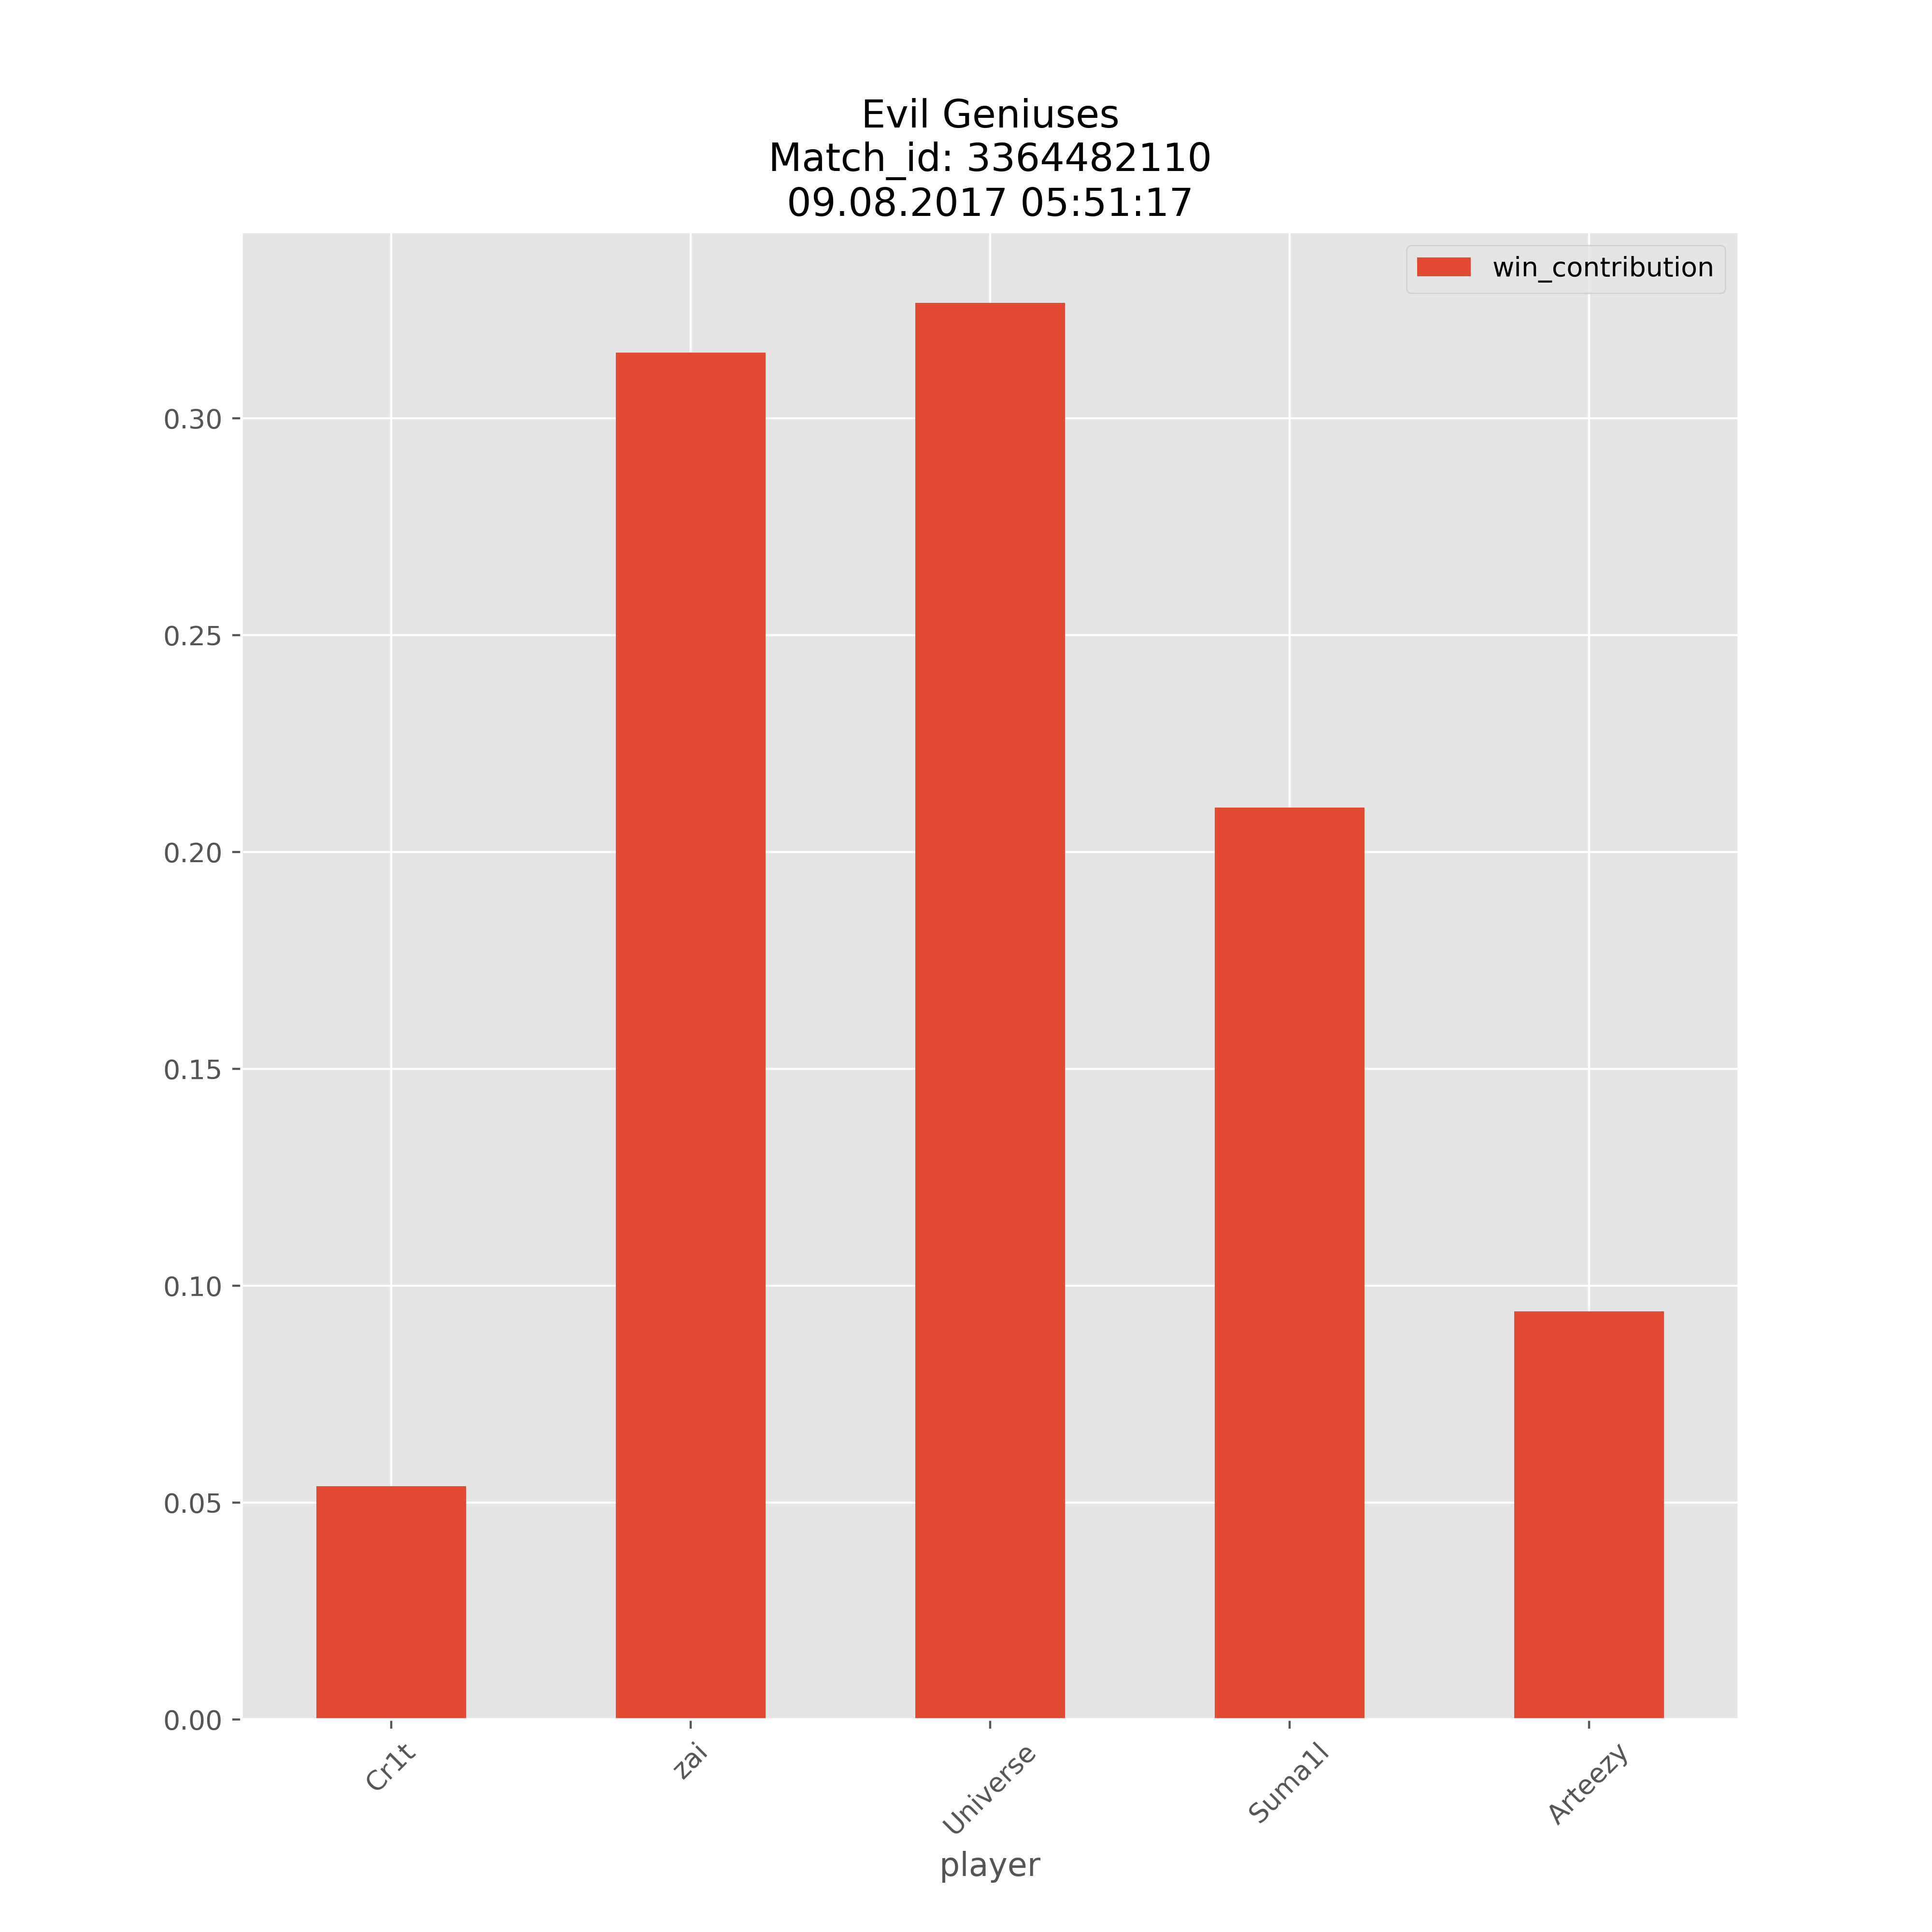 Evil Geniuses
Match_id: 3364482110
09.08.2017 05:51:17
win_contribution
0.30
0.25
0.20
0.15
0.10
0.05
0.00
Cr1t
zai
Universe
Suma1l
Arteezy
player